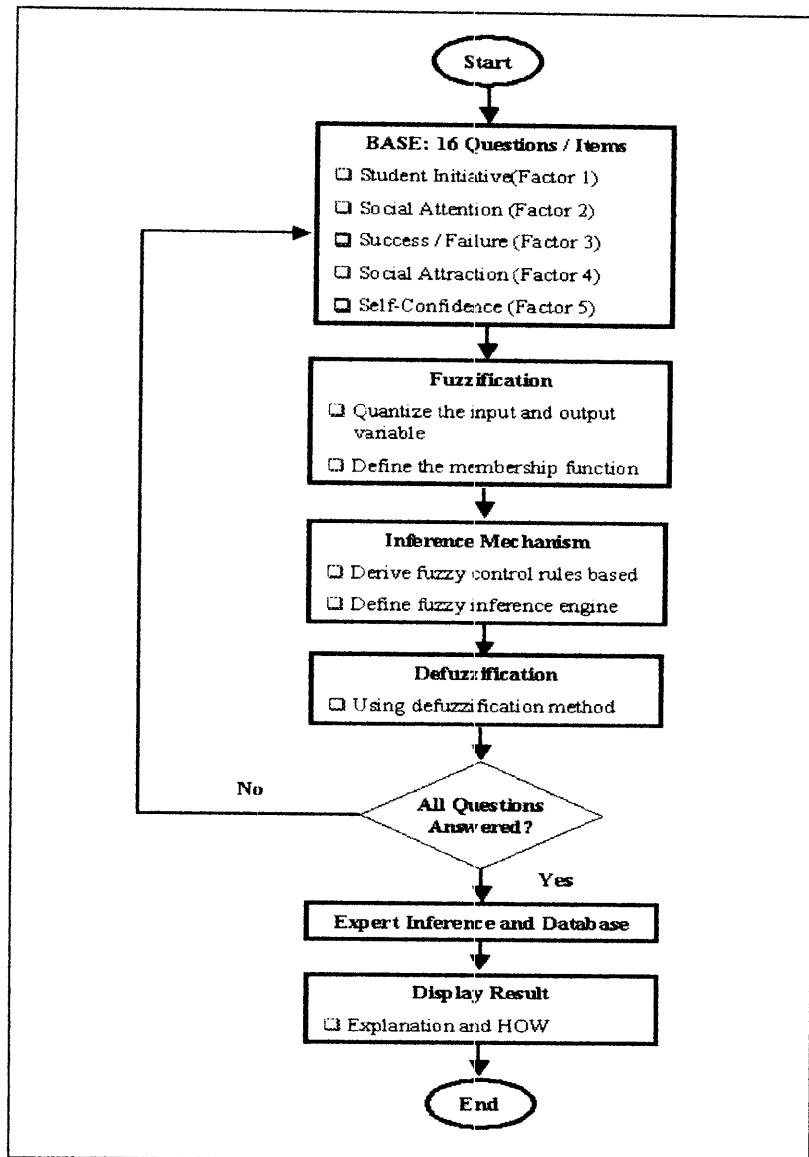 Start
BASE: 16 Questions / Items
Student Initiative(Factor 1)
Social Attention (Factor 2)
Success / Failure (Factor 3)
Social Attraction (Factor 4)
Self-Confidence (Factor 5)
Fuzzification
Quantize the input and output
variable
Define the membership function
Inference Mechanism
Derive fuzzy control rules based
Define fuzzy inference engine
Defuzzification
Using defuzzification method
No
All Questions
Answered?
Yes
Expert Inference and Database
Display Result
Explanation and HOW
End